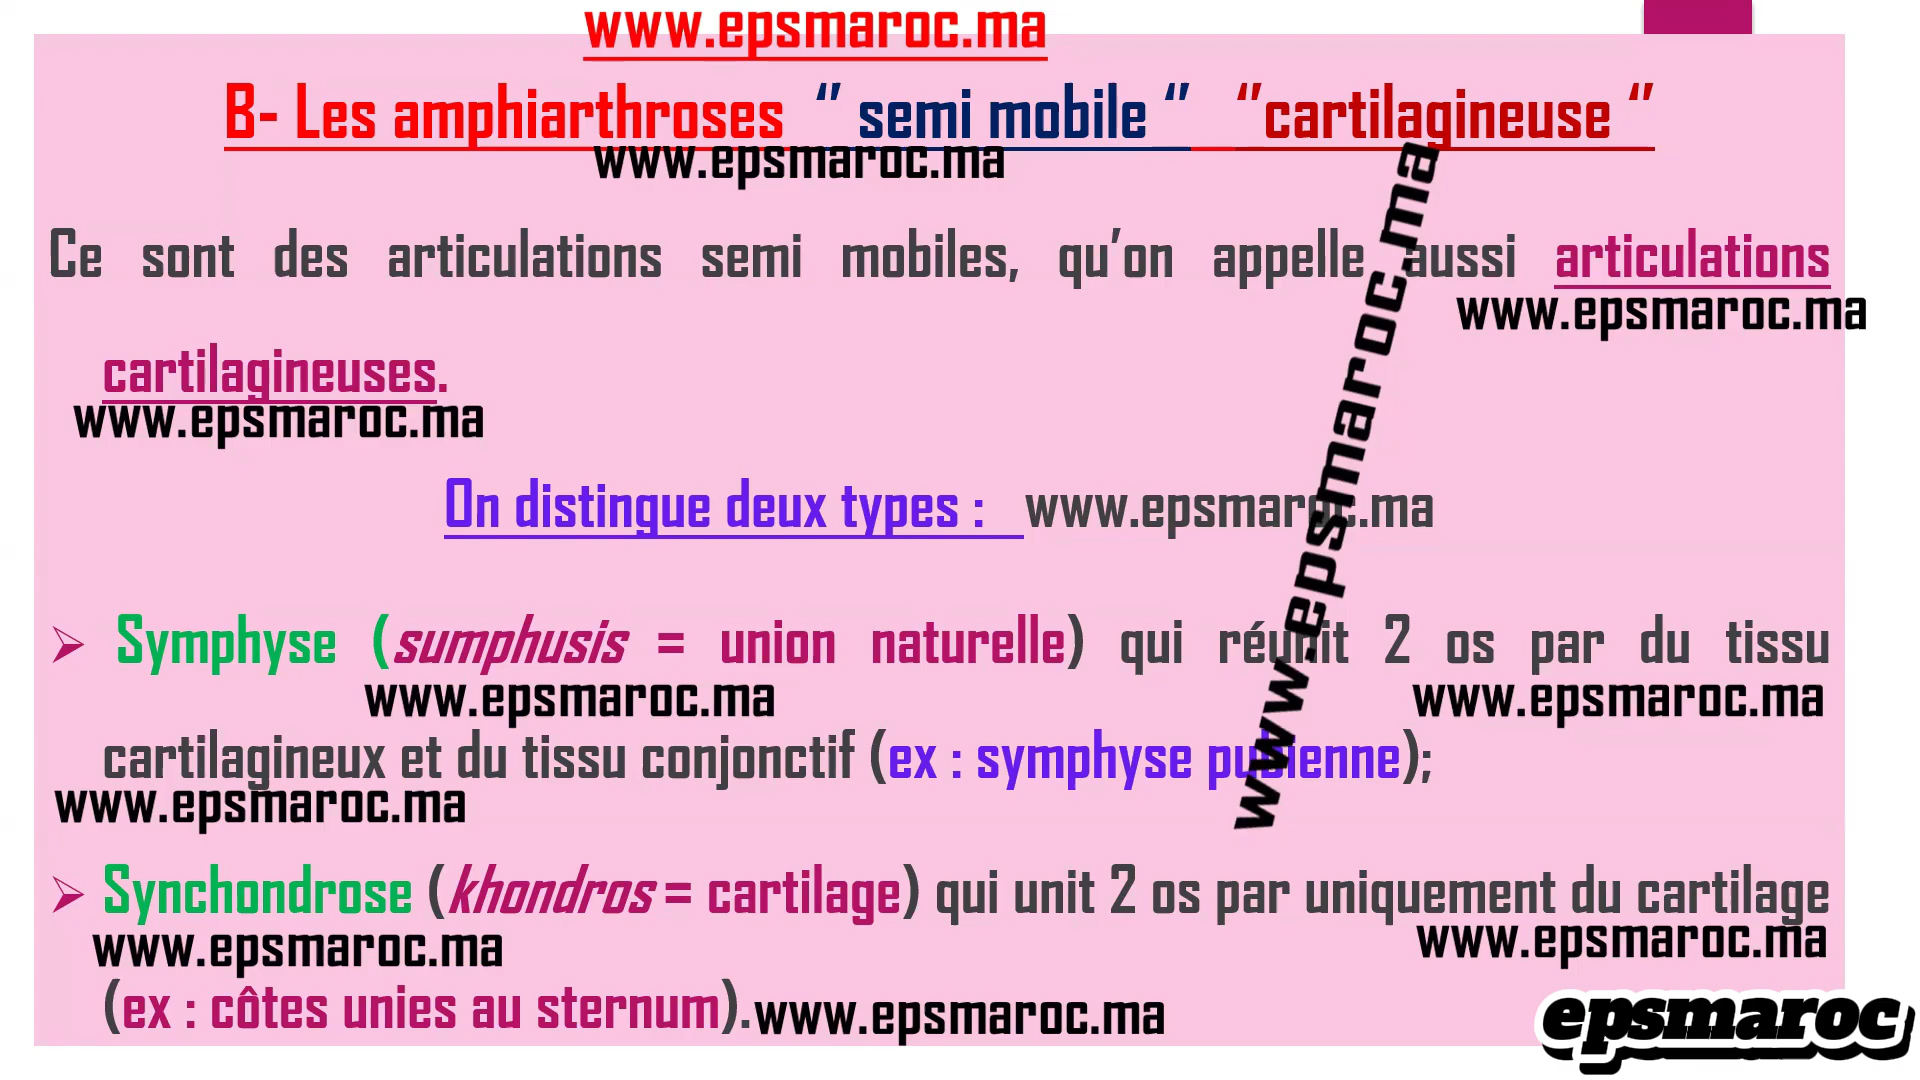 www.epsmaroc.ma
B- Les amphiarthroses ‘’ semi mobile ‘’ ‘’cartilagineuse ‘’
www.epsmaroc.ma
Ce sont des articulations semi mobiles, qu’on appelle aussi articulations
www.epsmaroc.ma
cartilagineuses.
www.epsmaroc.ma
www.epsmaroc.ma
On distingue deux types : www.epsmaroc.ma
➢ Symphyse (sumphusis = union naturelle) qui réunit 2 os par du tissu
www.epsmaroc.ma www.epsmaroc.ma
cartilagineux et du tissu conjonctif (ex : symphyse pubienne);
www.epsmaroc.ma
➢ Synchondrose (khondros = cartilage) qui unit 2 os par uniquement du cartilage
www.epsmaroc.ma www.epsmaroc.ma
(ex : côtes unies au sternum). www.epsmaroc.ma
epsmaroc